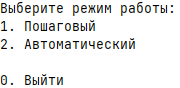 Выберите режим работы:
1. Пошаговый
2. Автоматический
0. Выйти